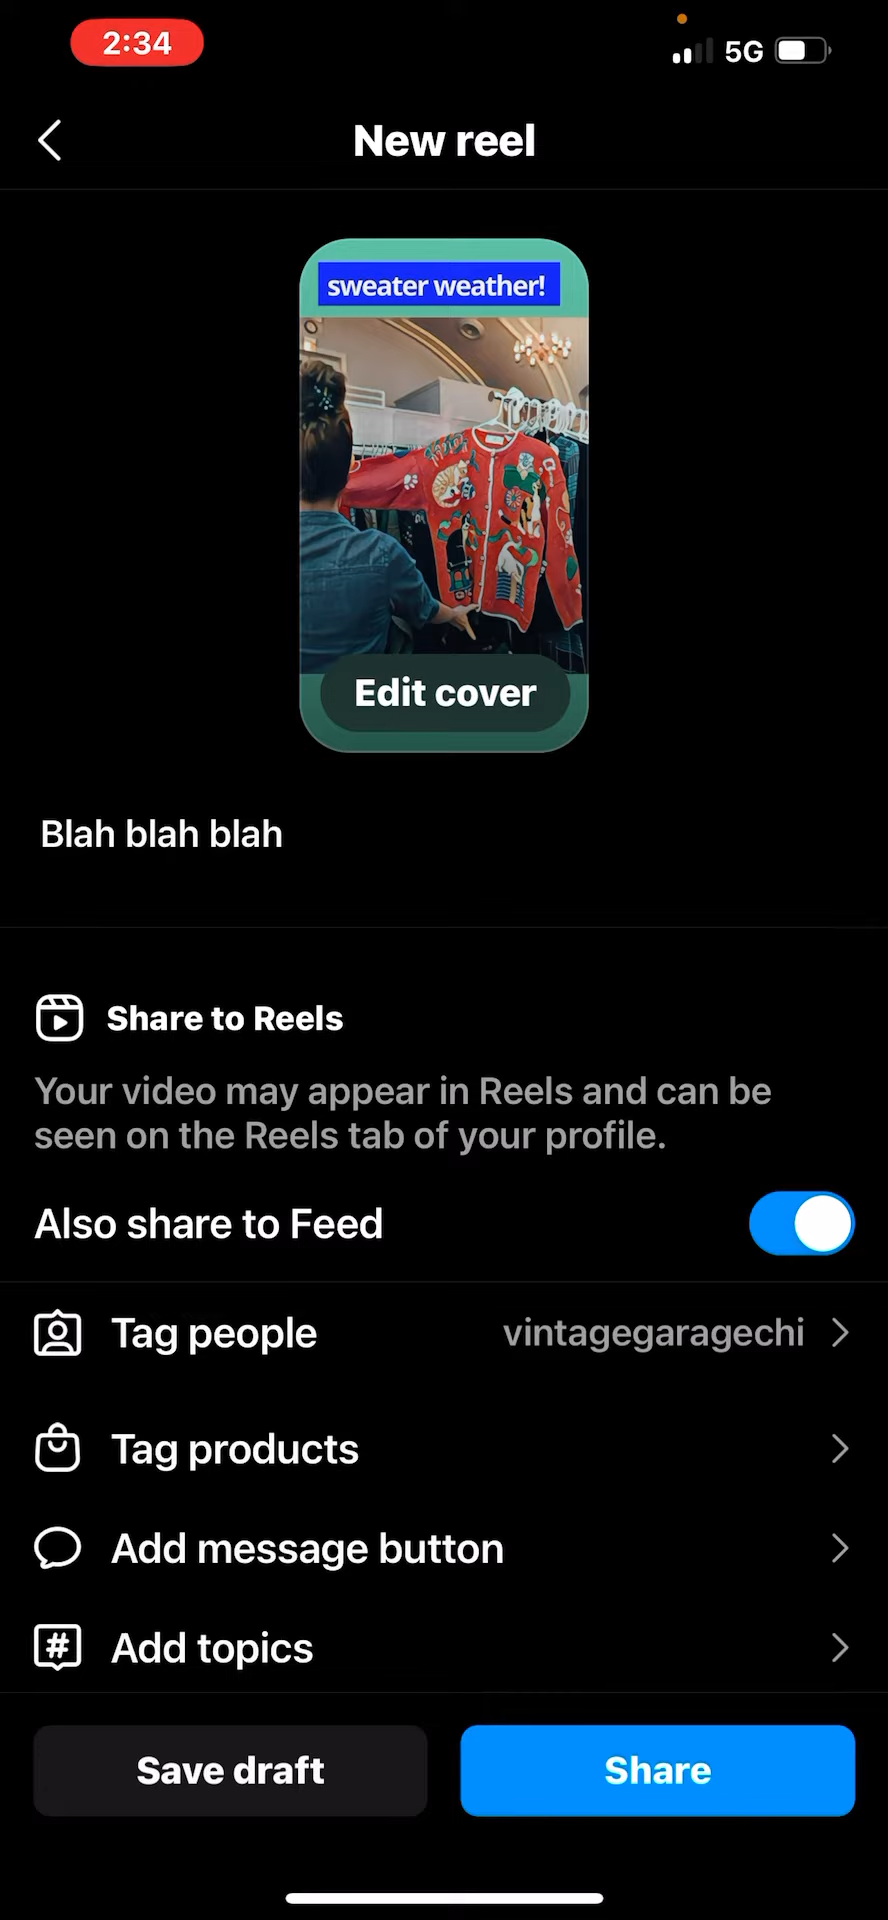 2:34
5G
New reel
sweater weather!
Edit cover
Blah blah blah
Share to Reels
Your video may appear in Reels and can be
seen on the Reels tab of your profile.
Also share to Feed
Tag people vintagegaragechi
Tag products
Add message button
# Add topics
Save draft Share